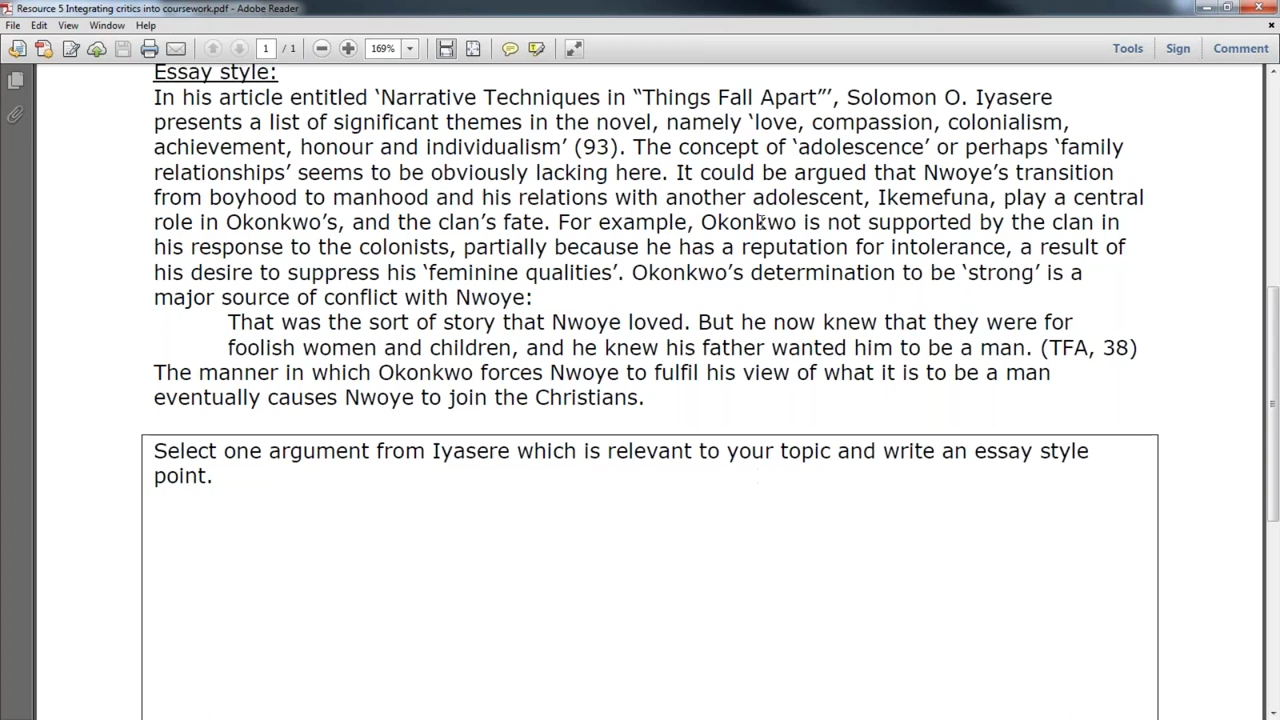 Resource 5 Integrating critics into coursework.pdf - Adobe Reader
File Edit View Window Help
1 / 1 169% Tools Sign Comment
Essay style:
In his article entitled ‘Narrative Techniques in “Things Fall Apart”’, Solomon O. Iyasere
presents a list of significant themes in the novel, namely ‘love, compassion, colonialism,
achievement, honour and individualism’ (93). The concept of ‘adolescence’ or perhaps ‘family
relationships’ seems to be obviously lacking here. It could be argued that Nwoye’s transition
from boyhood to manhood and his relations with another adolescent, Ikemefuna, play a central
role in Okonkwo’s, and the clan’s fate. For example, Okonkwo is not supported by the clan in
his response to the colonists, partially because he has a reputation for intolerance, a result of
his desire to suppress his ‘feminine qualities’. Okonkwo’s determination to be ‘strong’ is a
major source of conflict with Nwoye:
That was the sort of story that Nwoye loved. But he now knew that they were for
foolish women and children, and he knew his father wanted him to be a man. (TFA, 38)
The manner in which Okonkwo forces Nwoye to fulfil his view of what it is to be a man
eventually causes Nwoye to join the Christians.
Select one argument from Iyasere which is relevant to your topic and write an essay style
point.